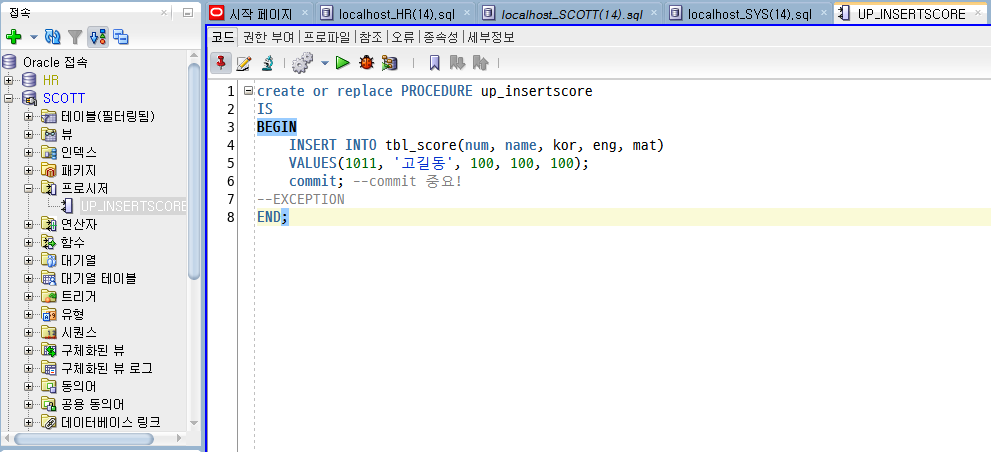 접속
시작 페이지
localhost_HR(14).sql
localhost_SCOTT(14).sql
localhost_SYS(14).sql
UP_INSERTSCORE
코드 권한 부여 프로파일 참조 오류 종속성 세부정보
Oracle 접속
HR
SCOTT
테이블(필터링됨)
뷰
인덱스
패키지
프로시저
UP_INSERTSCORE
연산자
함수
대기열
대기열 테이블
트리거
유형
시퀀스
구체화된 뷰
구체화된 뷰 로그
동의어
공용 동의어
데이터베이스 링크
1 create or replace PROCEDURE up_insertscore
2 IS
3 BEGIN
4 INSERT INTO tbl_score(num, name, kor, eng, mat)
5 VALUES(1011, '고길동', 100, 100, 100);
6 commit; --commit 중요!
7 --EXCEPTION
8 END;